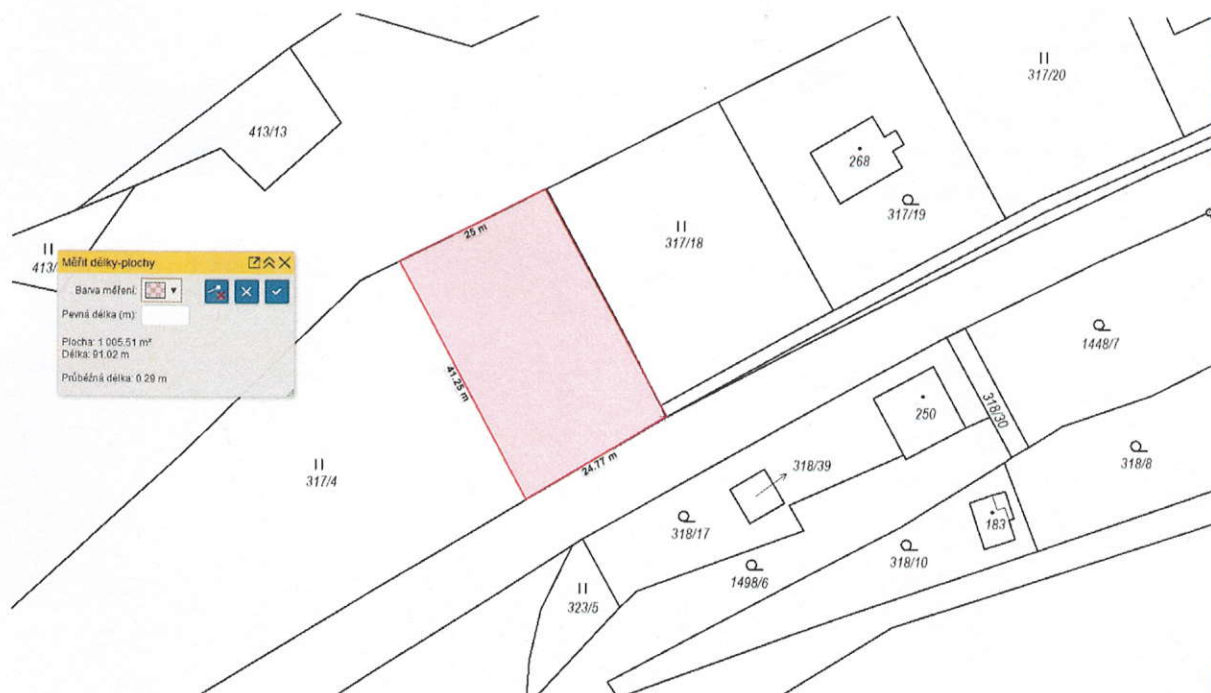 413/13
II
317/20
268
317/19
II
317/18
25 m
II
413/
Měřit délky-plochy
Barva měření:
Pevná délka (m):
Plocha: 1 005.51 m²
Délka: 91.02 m
Průběžná délka: 0.29 m
41.25 m
24.77 m
II
317/4
1448/7
250
318/30
318/39
318/8
318/17
183
318/10
1498/6
II
323/5